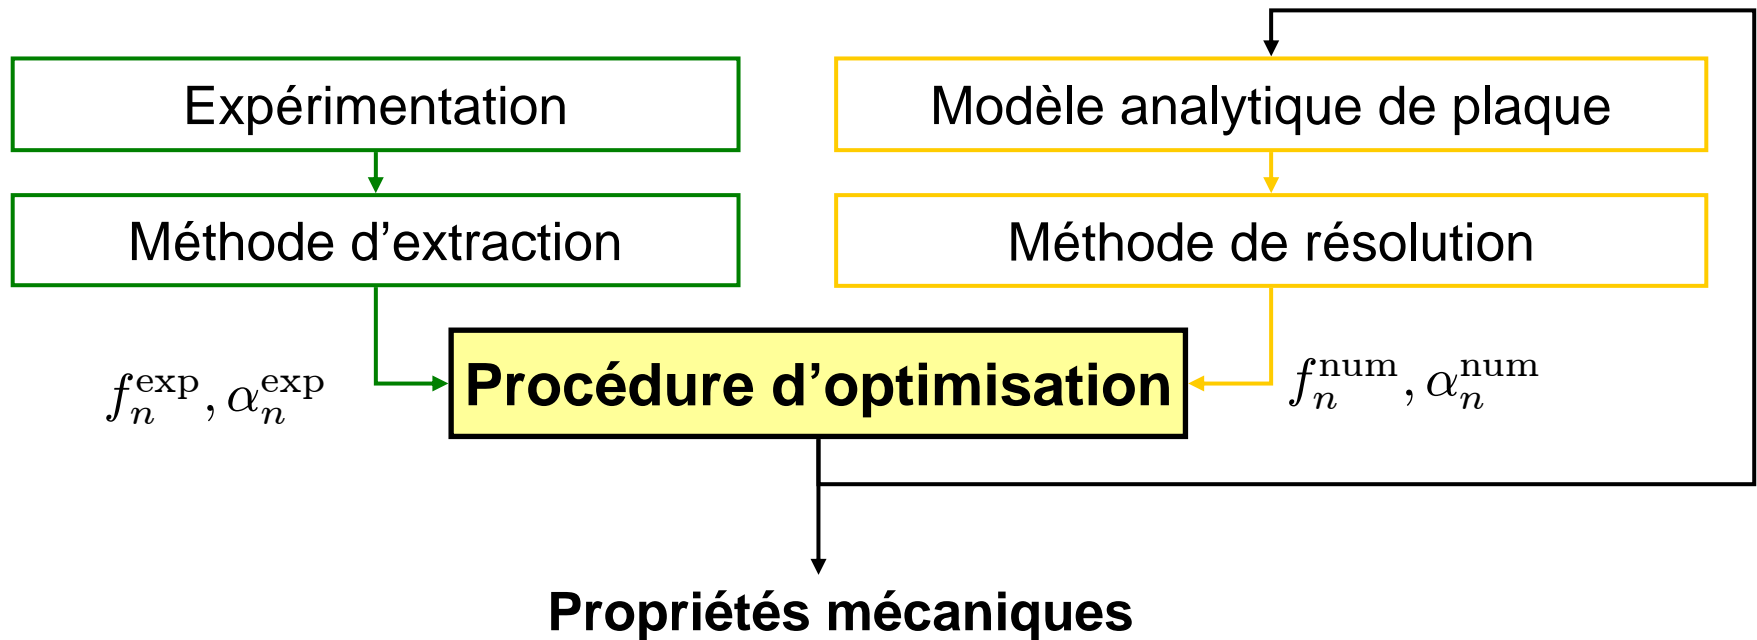 Expérimentation
Modèle analytique de plaque
Méthode d’extraction
Méthode de résolution
Procédure d’optimisation
f_n^exp, α_n^exp
f_n^num, α_n^num
Propriétés mécaniques